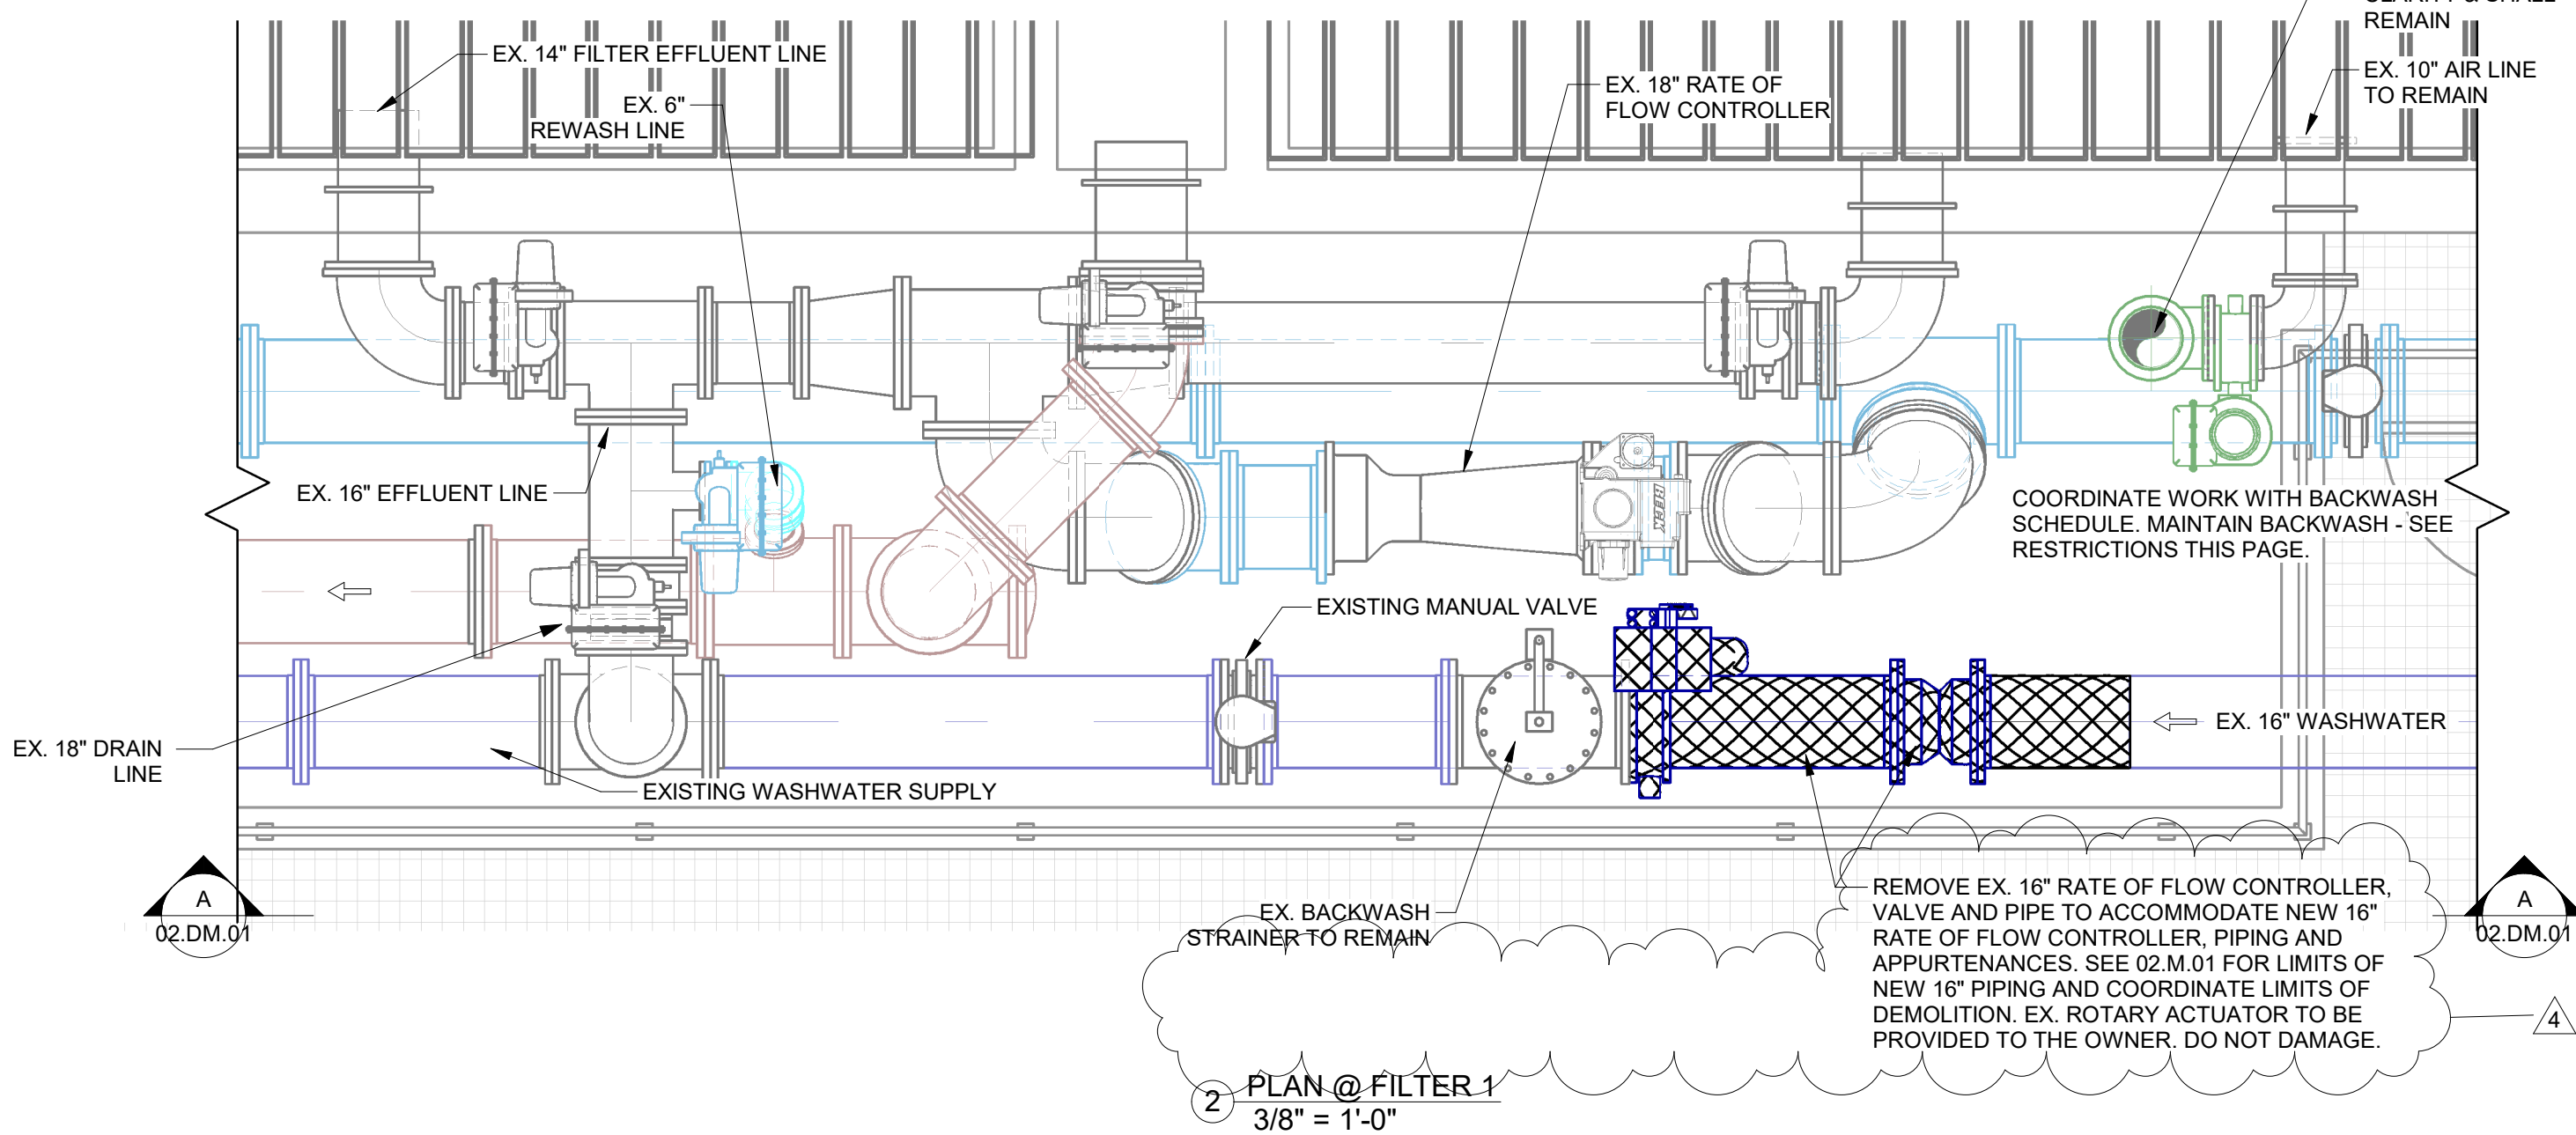 REMAIN
EX. 14" FILTER EFFLUENT LINE
EX. 10" AIR LINE
TO REMAIN
EX. 6"
REWASH LINE
EX. 18" RATE OF
FLOW CONTROLLER
EX. 16" EFFLUENT LINE
BECK
COORDINATE WORK WITH BACKWASH
SCHEDULE. MAINTAIN BACKWASH - SEE
RESTRICTIONS THIS PAGE.
EXISTING MANUAL VALVE
EX. 16" WASHWATER
EX. 18" DRAIN
LINE
EXISTING WASHWATER SUPPLY
A
02.DM.01
EX. BACKWASH
STRAINER TO REMAIN
REMOVE EX. 16" RATE OF FLOW CONTROLLER,
VALVE AND PIPE TO ACCOMMODATE NEW 16"
RATE OF FLOW CONTROLLER, PIPING AND
APPURTENANCES. SEE 02.M.01 FOR LIMITS OF
NEW 16" PIPING AND COORDINATE LIMITS OF
DEMOLITION. EX. ROTARY ACTUATOR TO BE
PROVIDED TO THE OWNER. DO NOT DAMAGE.
A
02.DM.01
4
2
PLAN @ FILTER 1
3/8" = 1'-0"